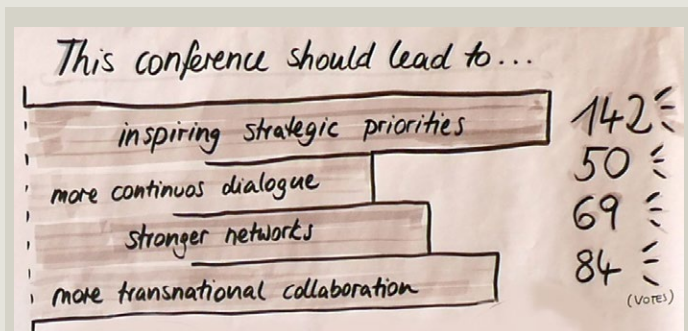 This conference should lead to...
inspiring strategic priorities 142
more continuos dialogue 50
stronger networks 69
more transnational collaboration 84
(VOTES)